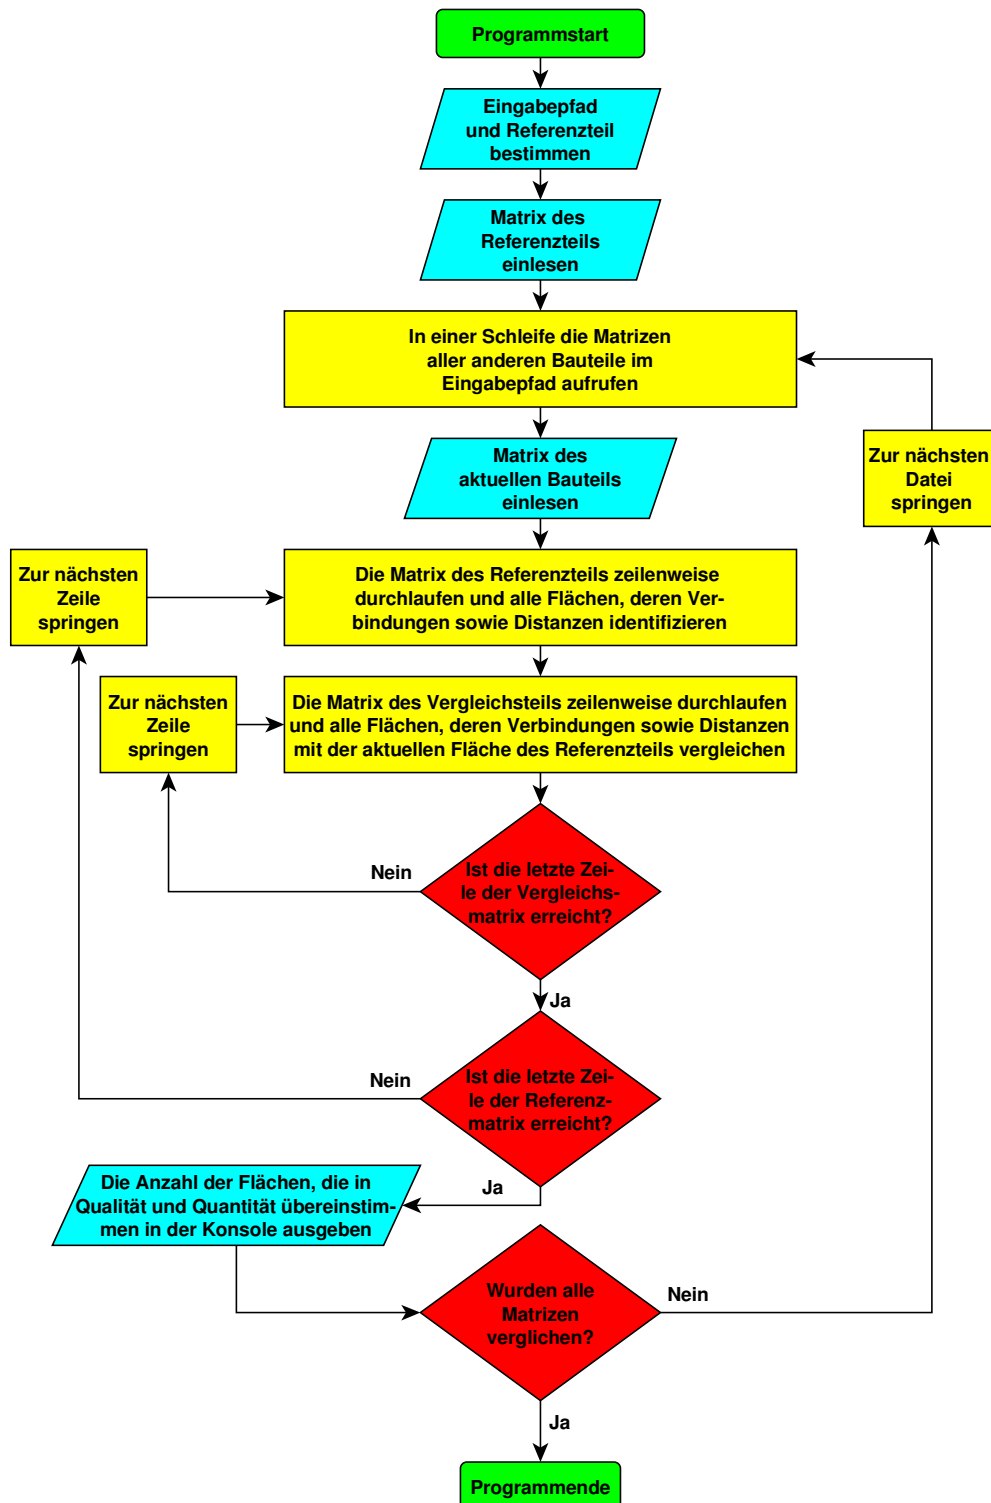 Programmstart
Eingabepfad
und Referenzteil
bestimmen
Matrix des
Referenzteils
einlesen
In einer Schleife die Matrizen
aller anderen Bauteile im
Eingabepfad aufrufen
Zur nächsten
Datei
springen
Matrix des
aktuellen Bauteils
einlesen
Zur nächsten
Zeile
springen
Die Matrix des Referenzteils zeilenweise
durchlaufen und alle Flächen, deren Ver-
bindungen sowie Distanzen identifizieren
Zur nächsten
Zeile
springen
Die Matrix des Vergleichsteils zeilenweise durchlaufen
und alle Flächen, deren Verbindungen sowie Distanzen
mit der aktuellen Fläche des Referenzteils vergleichen
Nein
Ist die letzte Zei-
le der Vergleichs-
matrix erreicht?
Ja
Nein
Ist die letzte Zei-
le der Referenz-
matrix erreicht?
Ja
Die Anzahl der Flächen, die in
Qualität und Quantität übereinstim-
men in der Konsole ausgeben
Wurden alle
Matrizen
verglichen?
Nein
Ja
Programmende